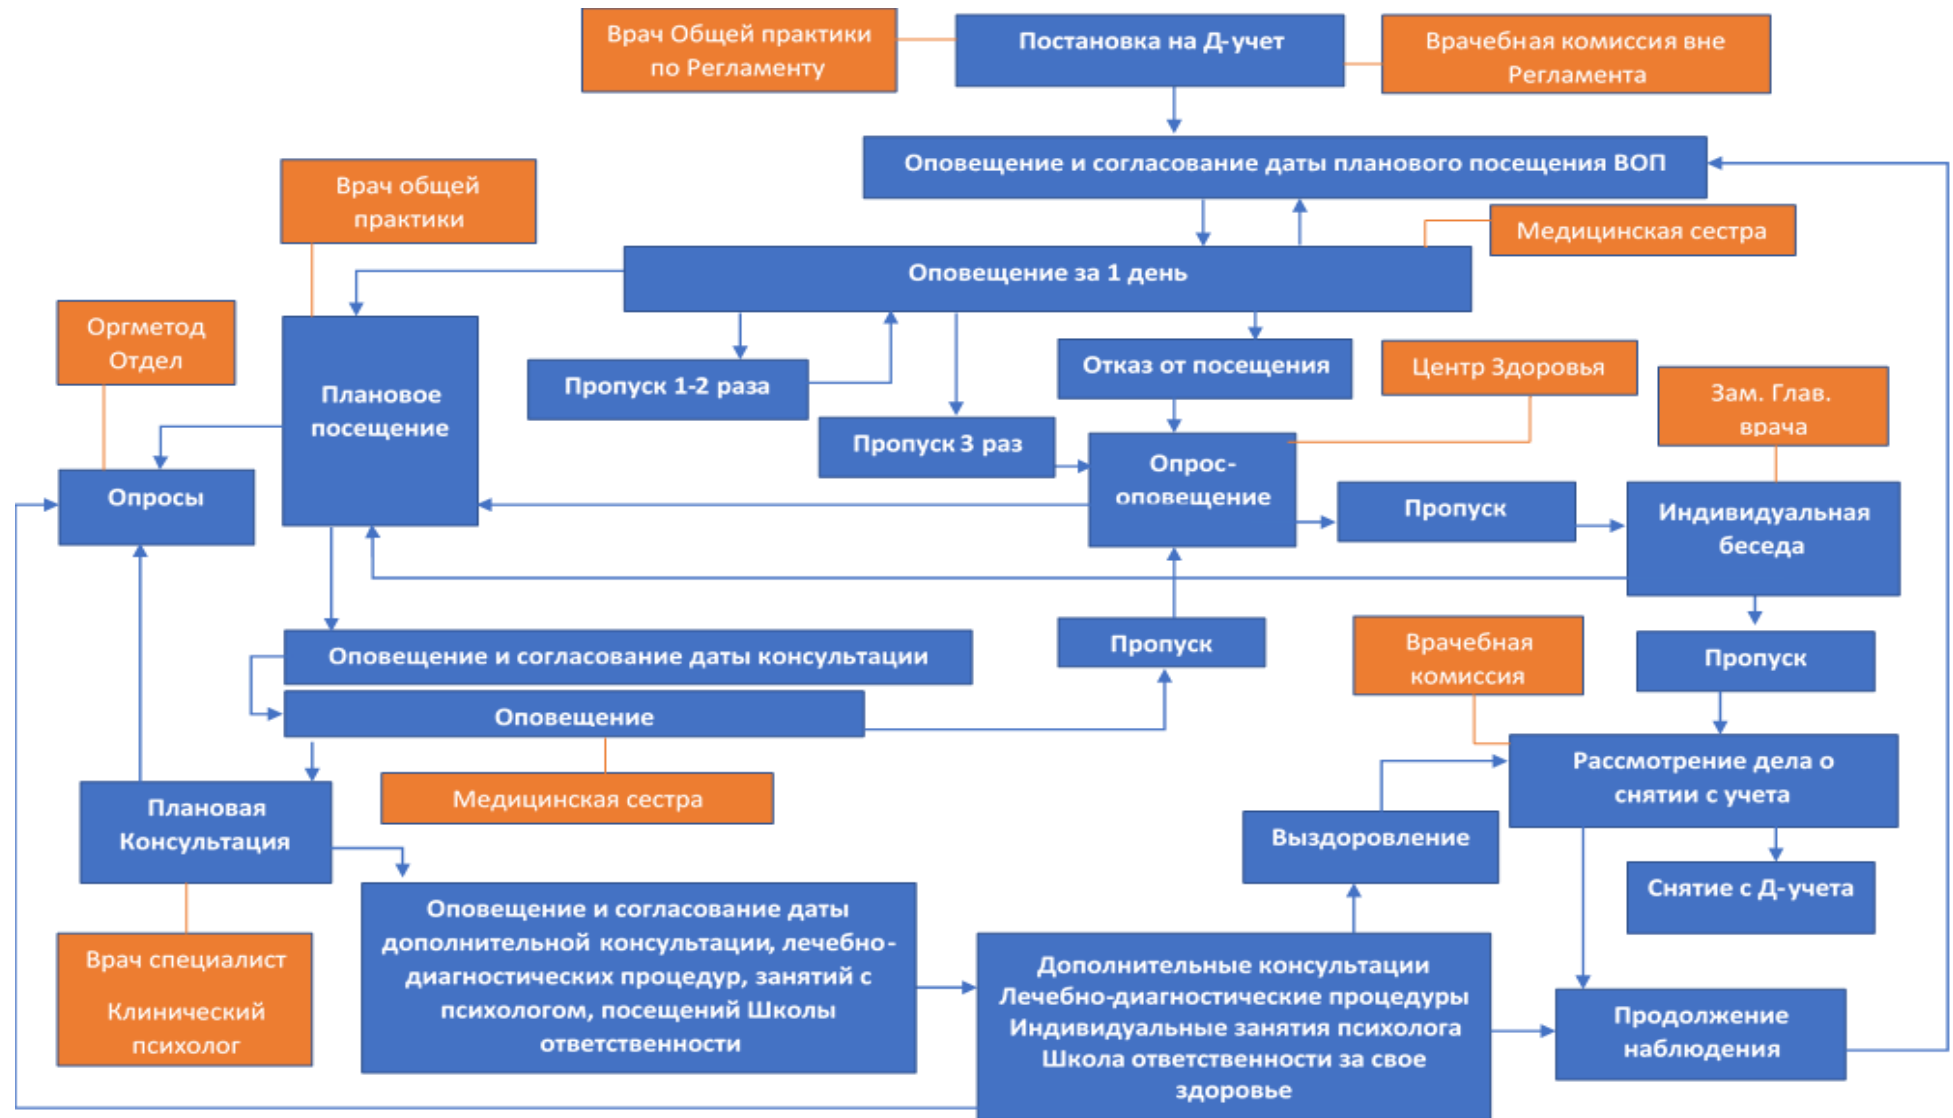 Врач Общей практики
по Регламенту
Постановка на Д-учет
Врачебная комиссия вне
Регламента
Оповещение и согласование даты планового посещения ВОП
Врач общей
практики
Медицинская сестра
Оповещение за 1 день
Оргметод
Отдел
Плановое
посещение
Пропуск 1-2 раза
Отказ от посещения
Центр Здоровья
Зам. Глав.
врача
Пропуск 3 раз
Опрос-
оповещение
Опросы
Пропуск
Индивидуальная
беседа
Оповещение и согласование даты консультации
Пропуск
Врачебная
комиссия
Пропуск
Оповещение
Медицинская сестра
Рассмотрение дела о
снятии с учета
Плановая
Консультация
Выздоровление
Снятие с Д-учета
Оповещение и согласование даты
дополнительной консультации, лечебно-
диагностических процедур, занятий с
психологом, посещений Школы
ответственности
Врач специалист
Клинический
психолог
Дополнительные консультации
Лечебно-диагностические процедуры
Индивидуальные занятия психолога
Школа ответственности за свое
здоровье
Продолжение
наблюдения